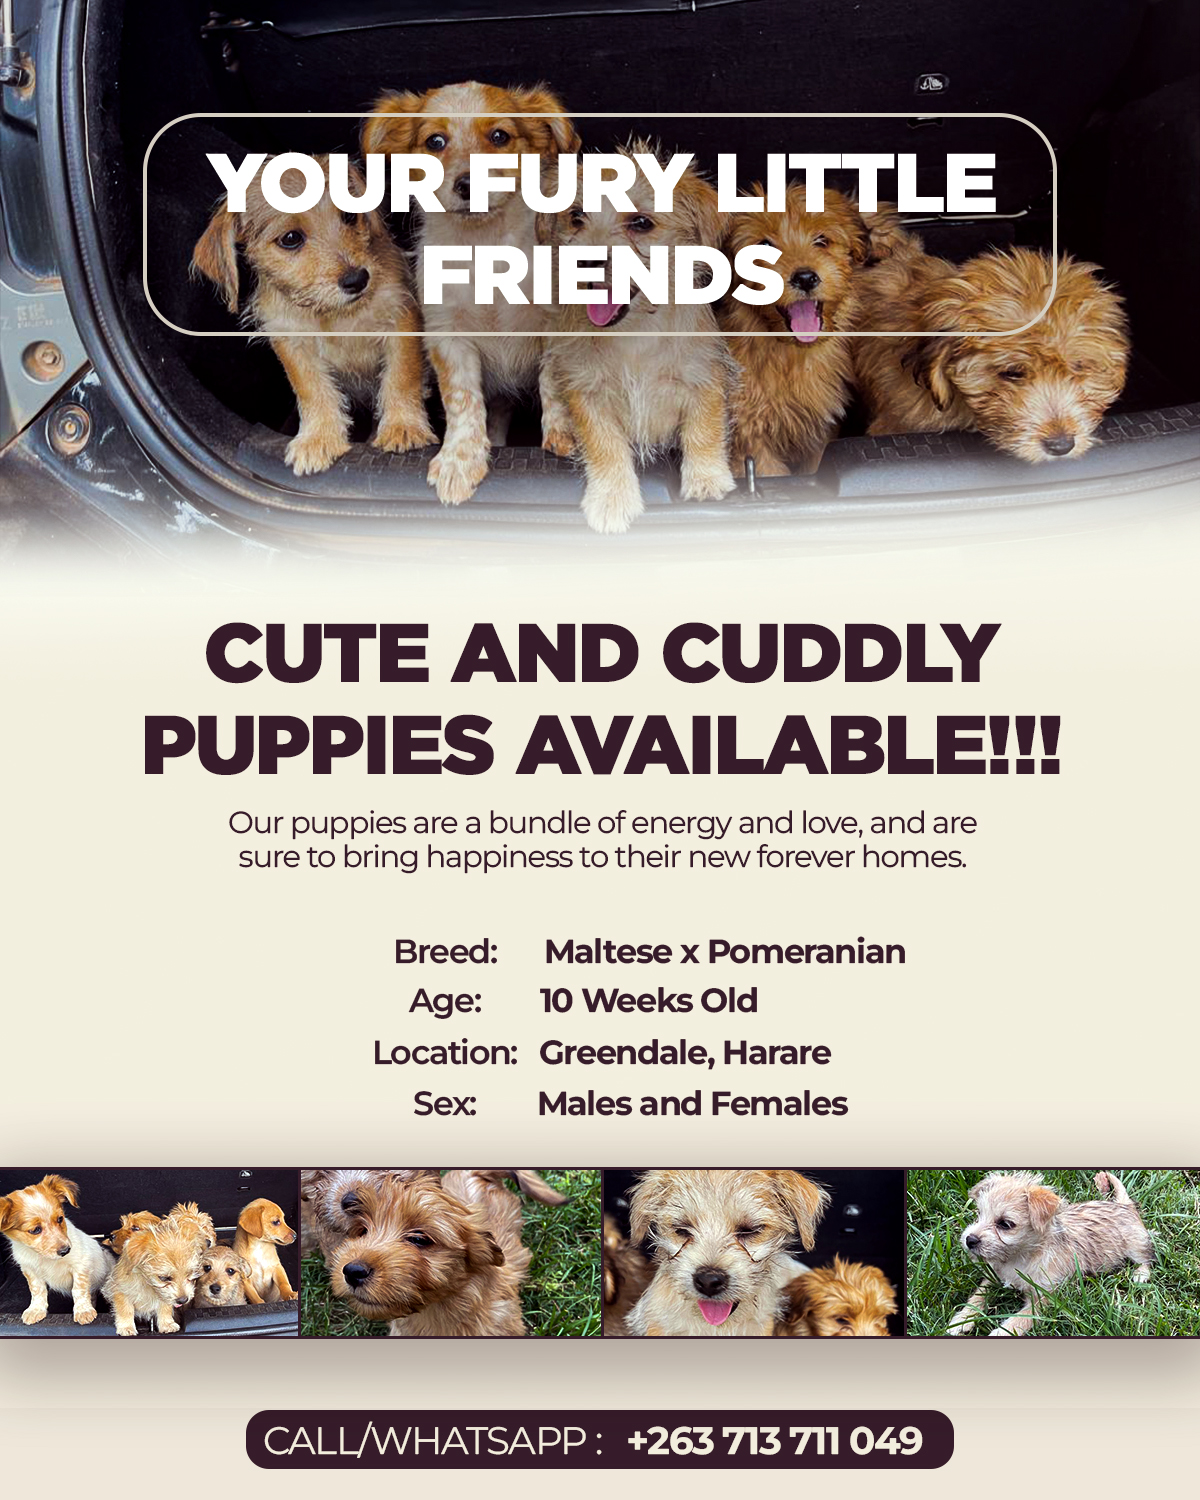 YOUR FURY LITTLE
FRIENDS
CUTE AND CUDDLY
PUPPIES AVAILABLE!!!
Our puppies are a bundle of energy and love, and are
sure to bring happiness to their new forever homes.
Breed: Maltese x Pomeranian
Age: 10 Weeks Old
Location: Greendale, Harare
Sex: Males and Females
CALL/WHATSAPP : +263 713 711 049